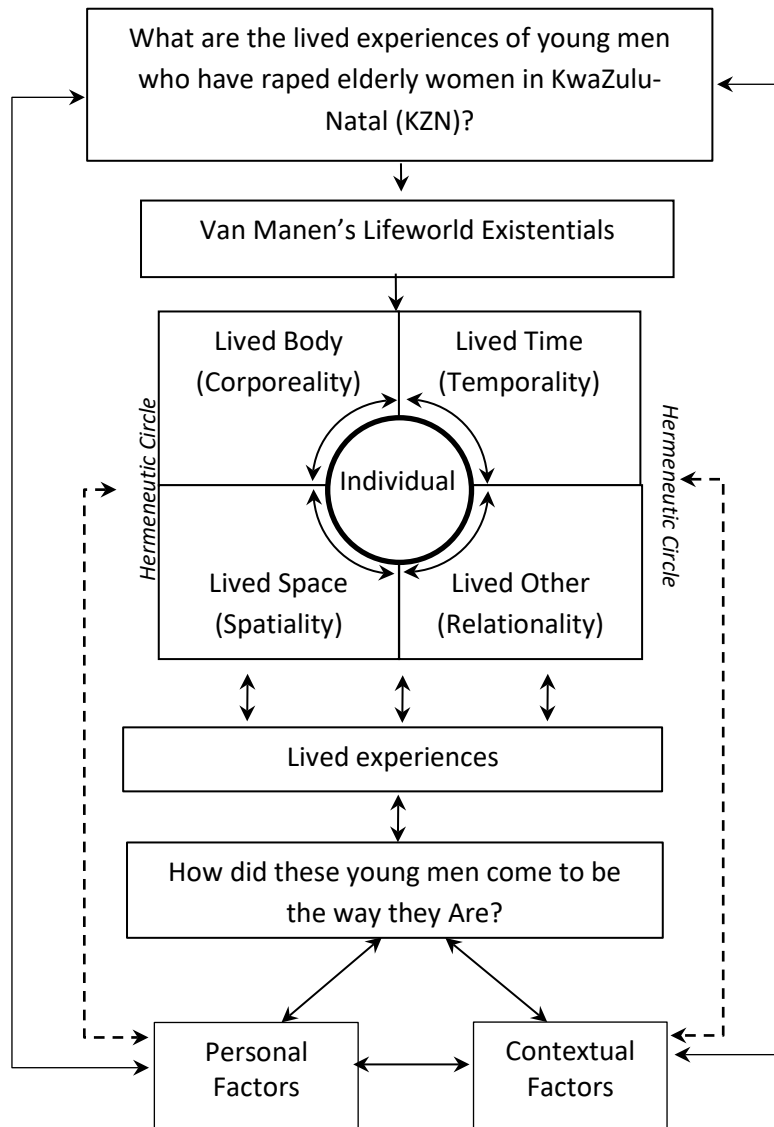 What are the lived experiences of young men
who have raped elderly women in KwaZulu-
Natal (KZN)?
Van Manen’s Lifeworld Existentials
Lived Body
(Corporeality)
Lived Time
(Temporality)
Hermeneutic Circle
Individual
Hermeneutic Circle
Lived Space
(Spatiality)
Lived Other
(Relationality)
Lived experiences
How did these young men come to be
the way they Are?
Personal
Factors
Contextual
Factors